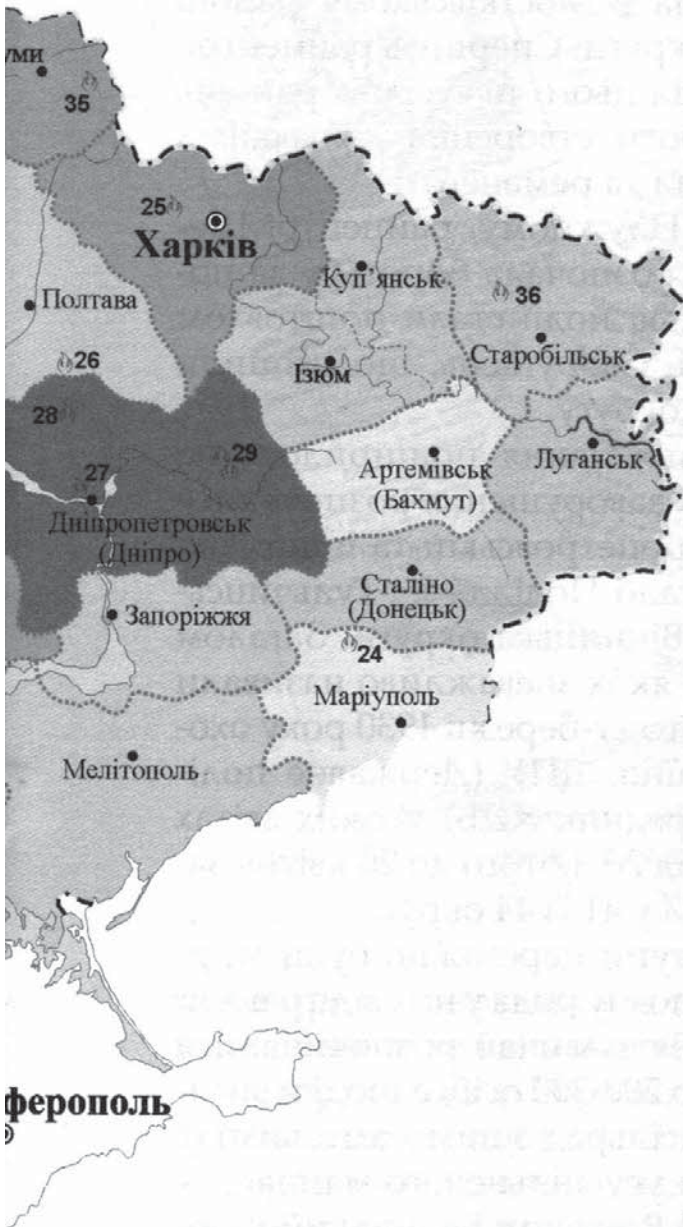 уми
35
25
Харків
Куп’янськ
36
Полтава
Старобільськ
26
Ізюм
28
29
Артемівськ
(Бахмут)
Луганськ
27
Дніпропетровськ
(Дніпро)
Сталіно
(Донецьк)
Запоріжжя
24
Маріуполь
Мелітополь
ферополь